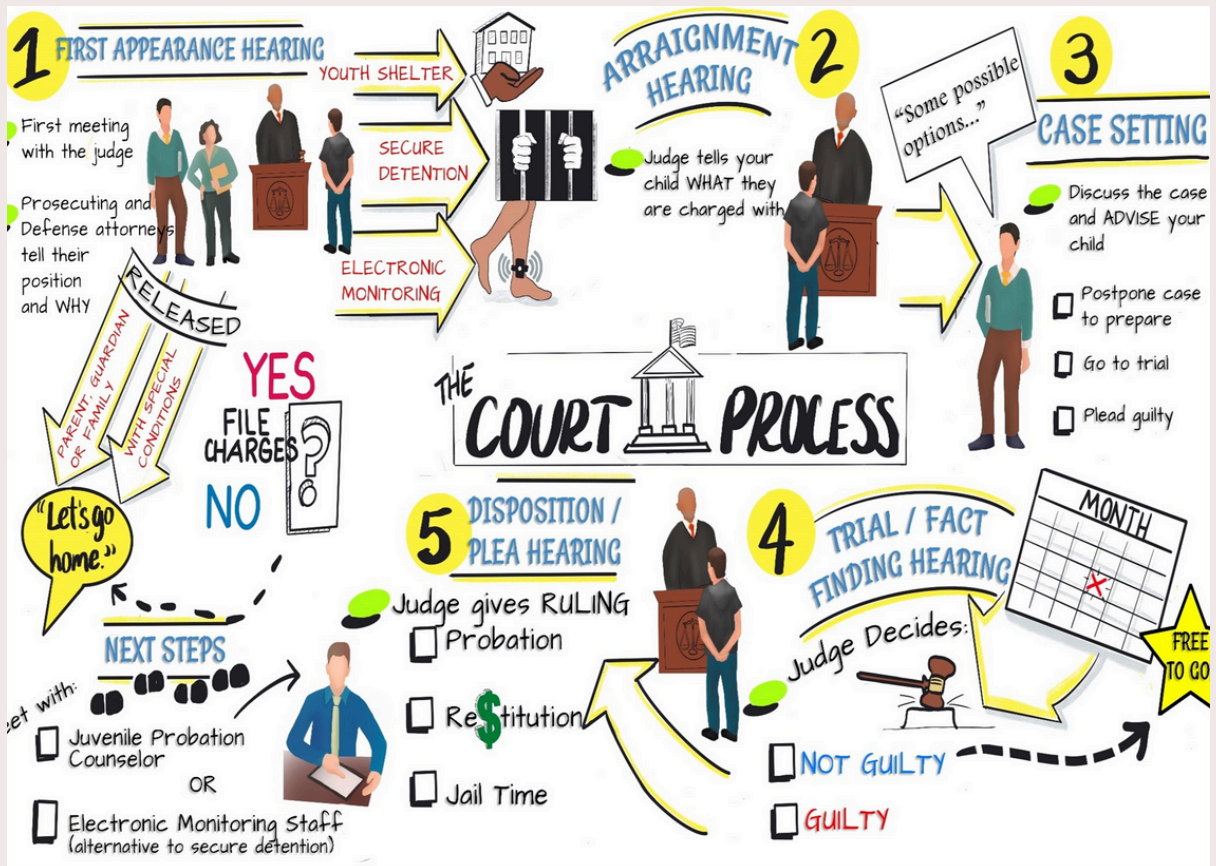 1 FIRST APPEARANCE HEARING
First meeting
with the judge
Prosecuting and
Defense attorneys
tell their
position
and WHY
YOUTH SHELTER
SECURE
DETENTION
ELECTRONIC
MONITORING
RELEASED
PARENT, GUARDIAN
OR FAMILY
WITH SPECIAL
CONDITIONS
"Let's go
home."
YES
FILE
CHARGES
?
NO
NEXT STEPS
eet with:
Juvenile Probation
Counselor
OR
Electronic Monitoring Staff
(alternative to secure detention)
ARRAIGNMENT
HEARING
2
Judge tells your
child WHAT they
are charged with
"Some possible
options..."
3
CASE SETTING
Discuss the case
and ADVISE your
child
Postpone case
to prepare
Go to trial
Plead guilty
THE
COURT PROCESS
4
TRIAL / FACT
FINDING HEARING
MONTH
Judge Decides:
NOT GUILTY
GUILTY
FREE
TO GO
5
DISPOSITION /
PLEA HEARING
Judge gives RULING
Probation
Re$titution
Jail Time